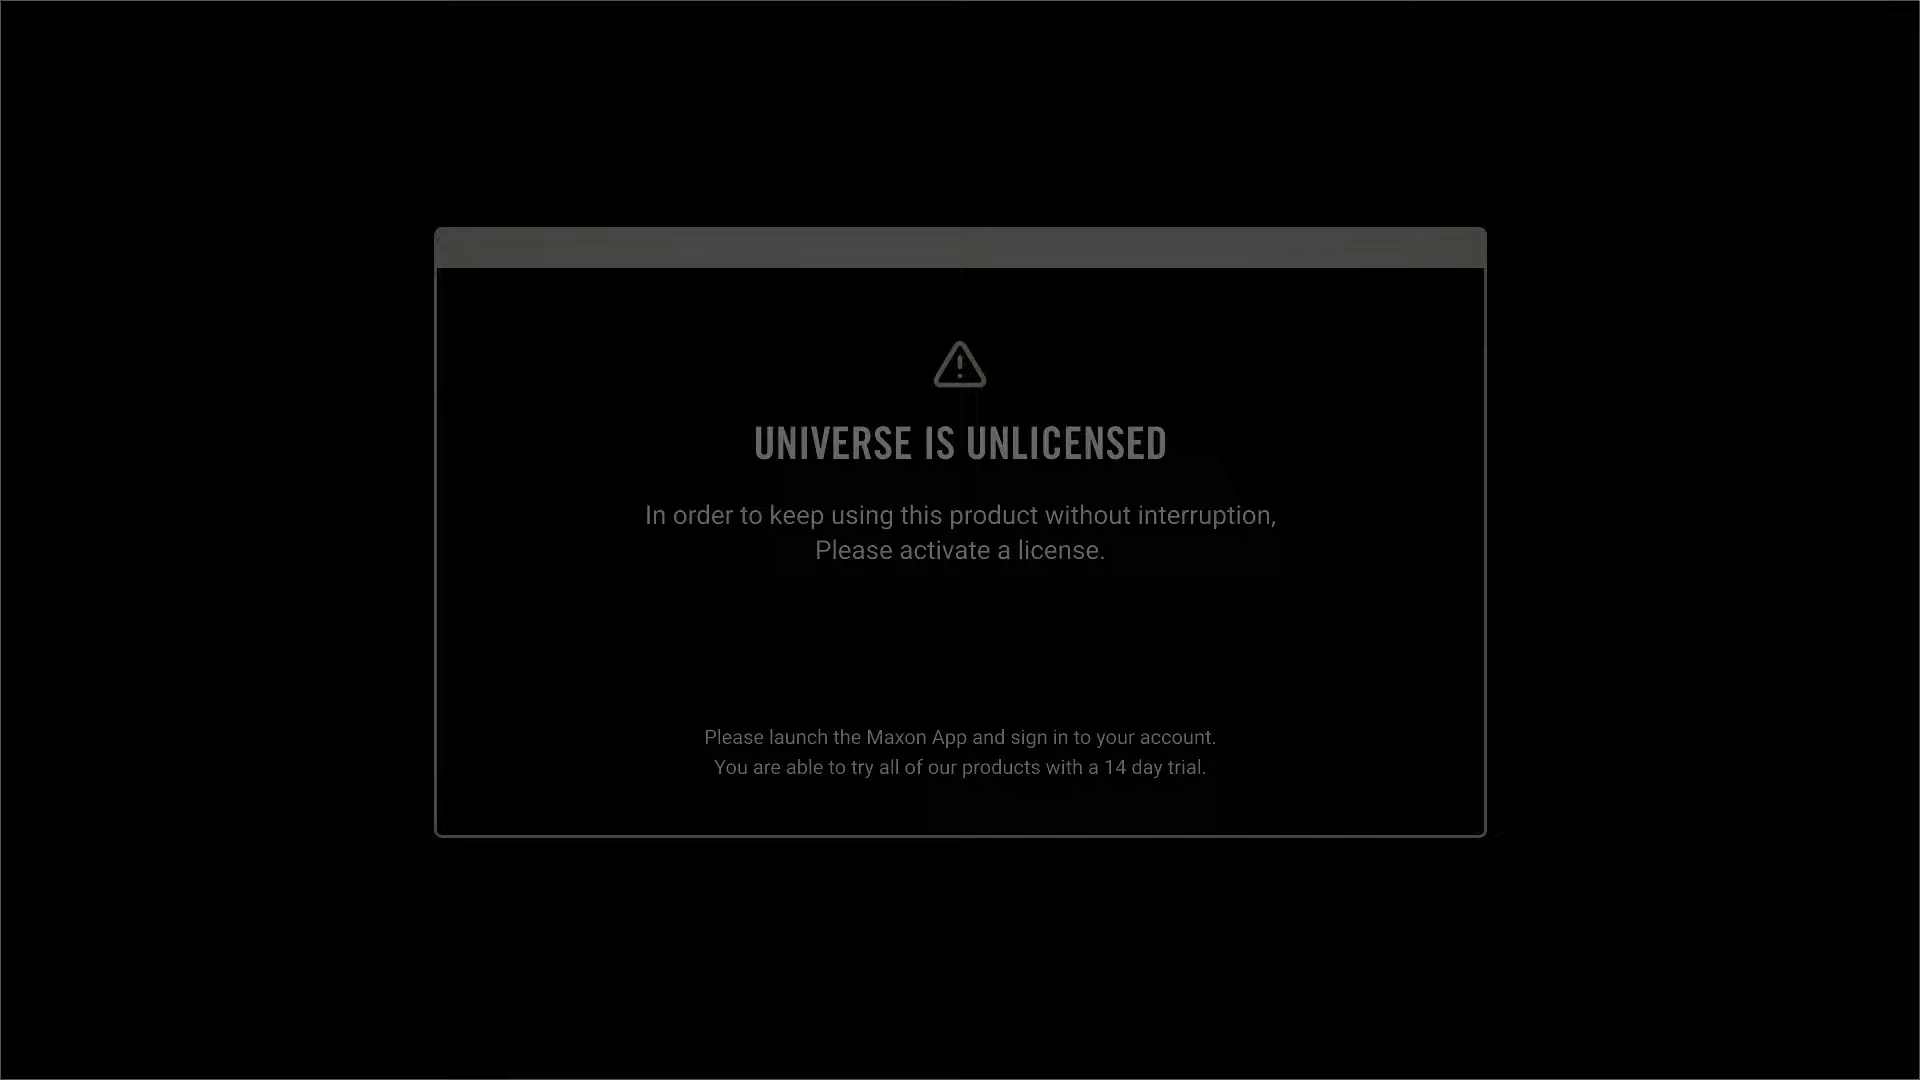 UNIVERSE IS UNLICENSED
In order to keep using this product without interruption,
Please activate a license.
Please launch the Maxon App and sign in to your account.
You are able to try all of our products with a 14 day trial.